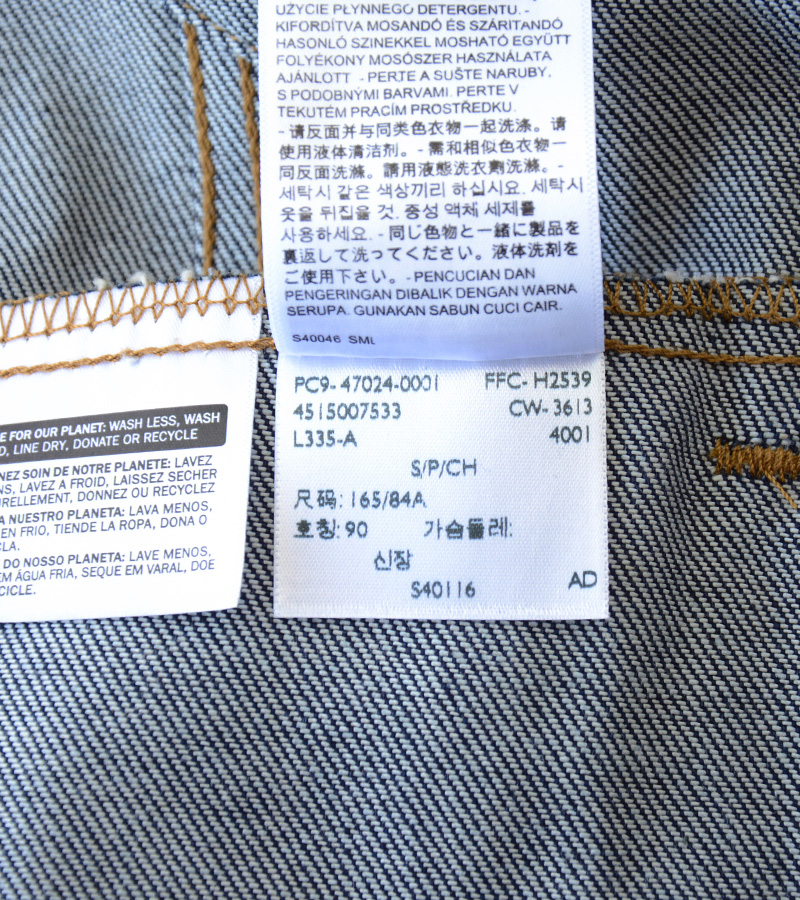 UŻYCIE PŁYNNEGO DETERGENTU. -
KIFORDÍTVA MOSANDÓ ÉS SZÁRITANDÓ
HASONLÓ SZINEKKEL MOSHATÓ EGYÜTT
FOLYÉKONY MOSÓSZER HASZNÁLATA
AJÁNLOTT - PERTE A SUŠTE NARUBY,
S PODOBNÝMI BARVAMI. PERTE V
TEKUTÉM PRACÍM PROSTŘEDKU.
- 请反面并与同类色衣物一起洗涤。请
使用液体清洁剂。- 需和相似色衣物一
同反面洗滌。請用液態洗衣劑洗滌。-
세탁시 같은 색상끼리 하십시요. 세탁시
옷을 뒤집을 것. 중성 액체 세제를
사용하세요. - 同じ色物と一緒に製品を
裏返して洗ってください。液体洗剤を
ご使用下さい。- PENCUCIAN DAN
PENGERINGAN DIBALIK DENGAN WARNA
SERUPA. GUNAKAN SABUN CUCI CAIR.
S40046 SML
PC9- 47024-0001 FFC- H2539
4515007533 CW- 3613
L335-A 4001
S/P/CH
尺码: 165/84A
호칭: 90 가슴둘레:
신장
S40116 AD
E FOR OUR PLANET: WASH LESS, WASH
D, LINE DRY, DONATE OR RECYCLE
NEZ SOIN DE NOTRE PLANETE: LAVEZ
NS, LAVEZ A FROID, LAISSEZ SECHER
URELLEMENT, DONNEZ OU RECYCLEZ
A NUESTRO PLANETA: LAVA MENOS,
EN FRIO, TIENDE LA ROPA, DONA O
CLA.
DO NOSSO PLANETA: LAVE MENOS,
EM ÁGUA FRIA, SEQUE EM VARAL, DOE
CICLE.